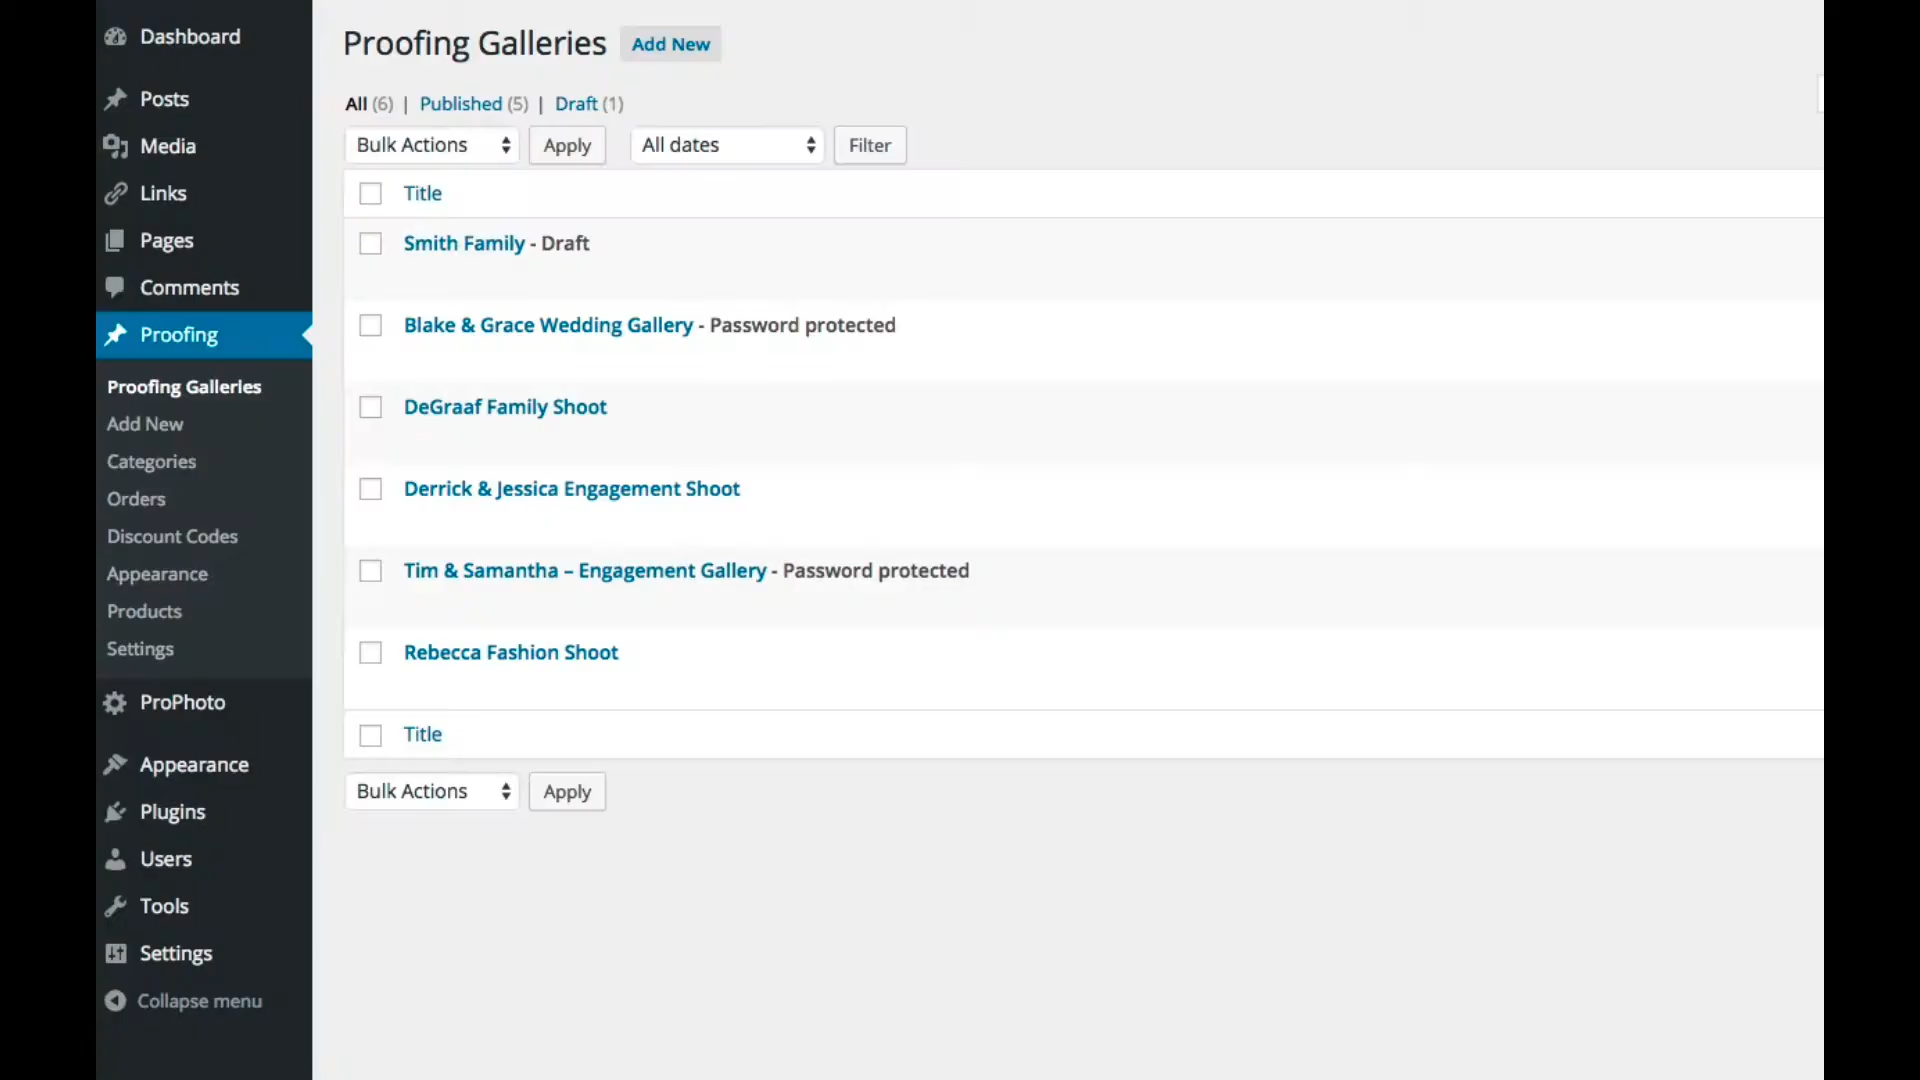 Dashboard
Posts
Media
Links
Pages
Comments
Proofing
Proofing Galleries
Add New
Categories
Orders
Discount Codes
Appearance
Products
Settings
ProPhoto
Appearance
Plugins
Users
Tools
Settings
Collapse menu
Proofing Galleries Add New
All (6) | Published (5) | Draft (1)
Bulk Actions Apply All dates Filter
Title
Smith Family - Draft
Blake & Grace Wedding Gallery - Password protected
DeGraaf Family Shoot
Derrick & Jessica Engagement Shoot
Tim & Samantha – Engagement Gallery - Password protected
Rebecca Fashion Shoot
Title
Bulk Actions Apply